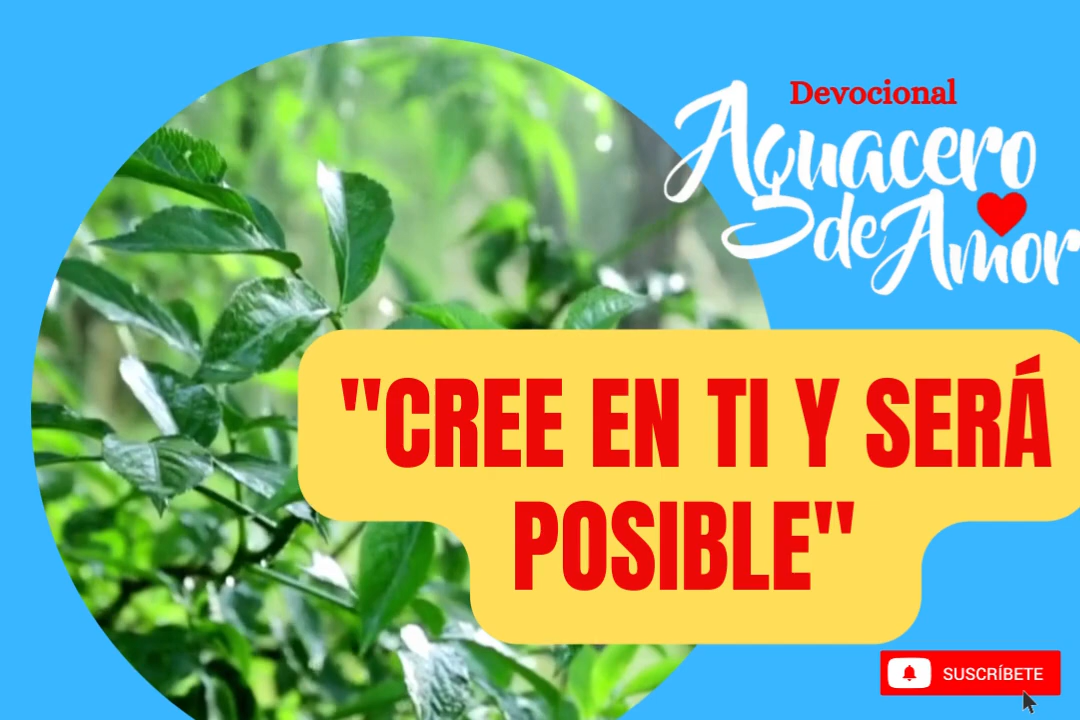 Devocional
Aguacero
de Amor
"CREE EN TI Y SERÁ
POSIBLE"
SUSCRÍBETE